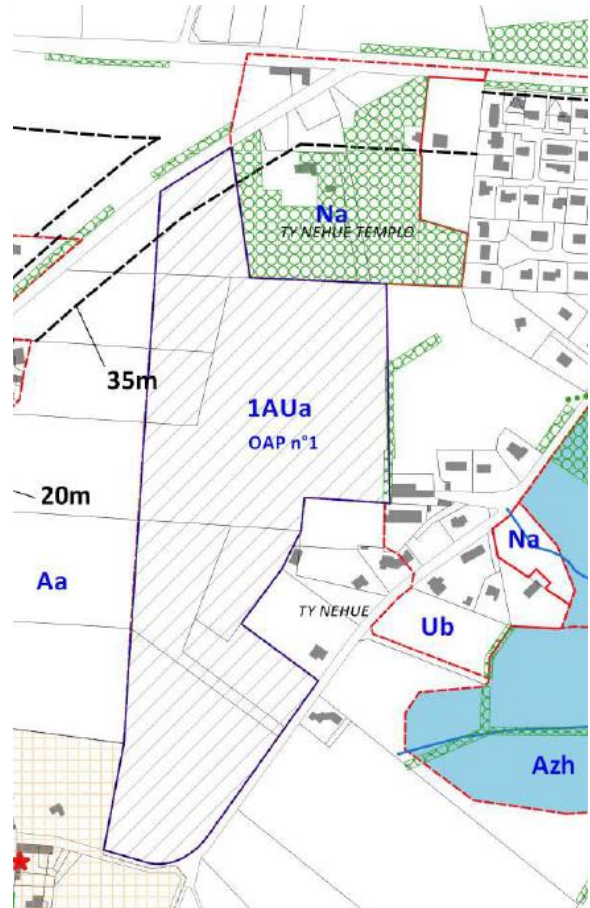 Na
TY NEHUE TEMPLO
35m
1AUa
OAP n°1
20m
Na
Aa
TY NEHUE
Ub
Azh